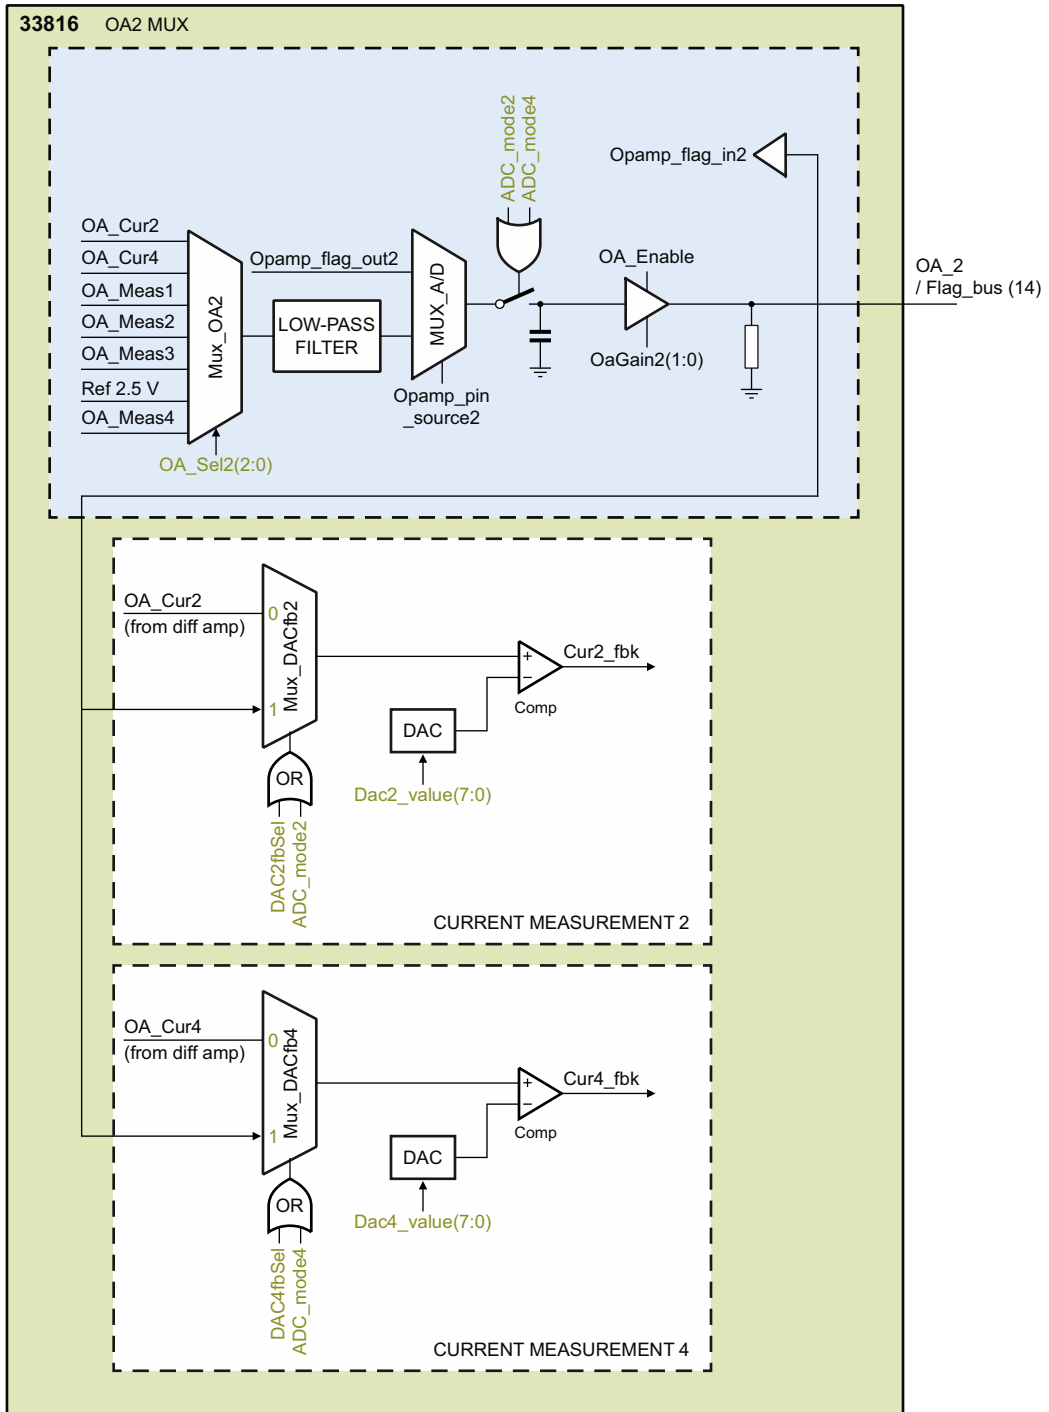 33816 OA2 MUX
ADC_mode2
ADC_mode4
Opamp_flag_in2
OA_Cur2
OA_Cur4
OA_Meas1
OA_Meas2
OA_Meas3
Ref 2.5 V
OA_Meas4
Mux_OA2
OA_Sel2(2:0)
Opamp_flag_out2
LOW-PASS
FILTER
MUX_A/D
Opamp_pin
_source2
OA_Enable
OaGain2(1:0)
OA_2
/ Flag_bus (14)
OA_Cur2
(from diff amp)
0
1
Mux_DACfb2
OR
DAC2fbSel
ADC_mode2
DAC
Dac2_value(7:0)
+
−
Comp
Cur2_fbk
CURRENT MEASUREMENT 2
OA_Cur4
(from diff amp)
0
1
Mux_DACfb4
OR
DAC4fbSel
ADC_mode4
DAC
Dac4_value(7:0)
+
−
Comp
Cur4_fbk
CURRENT MEASUREMENT 4